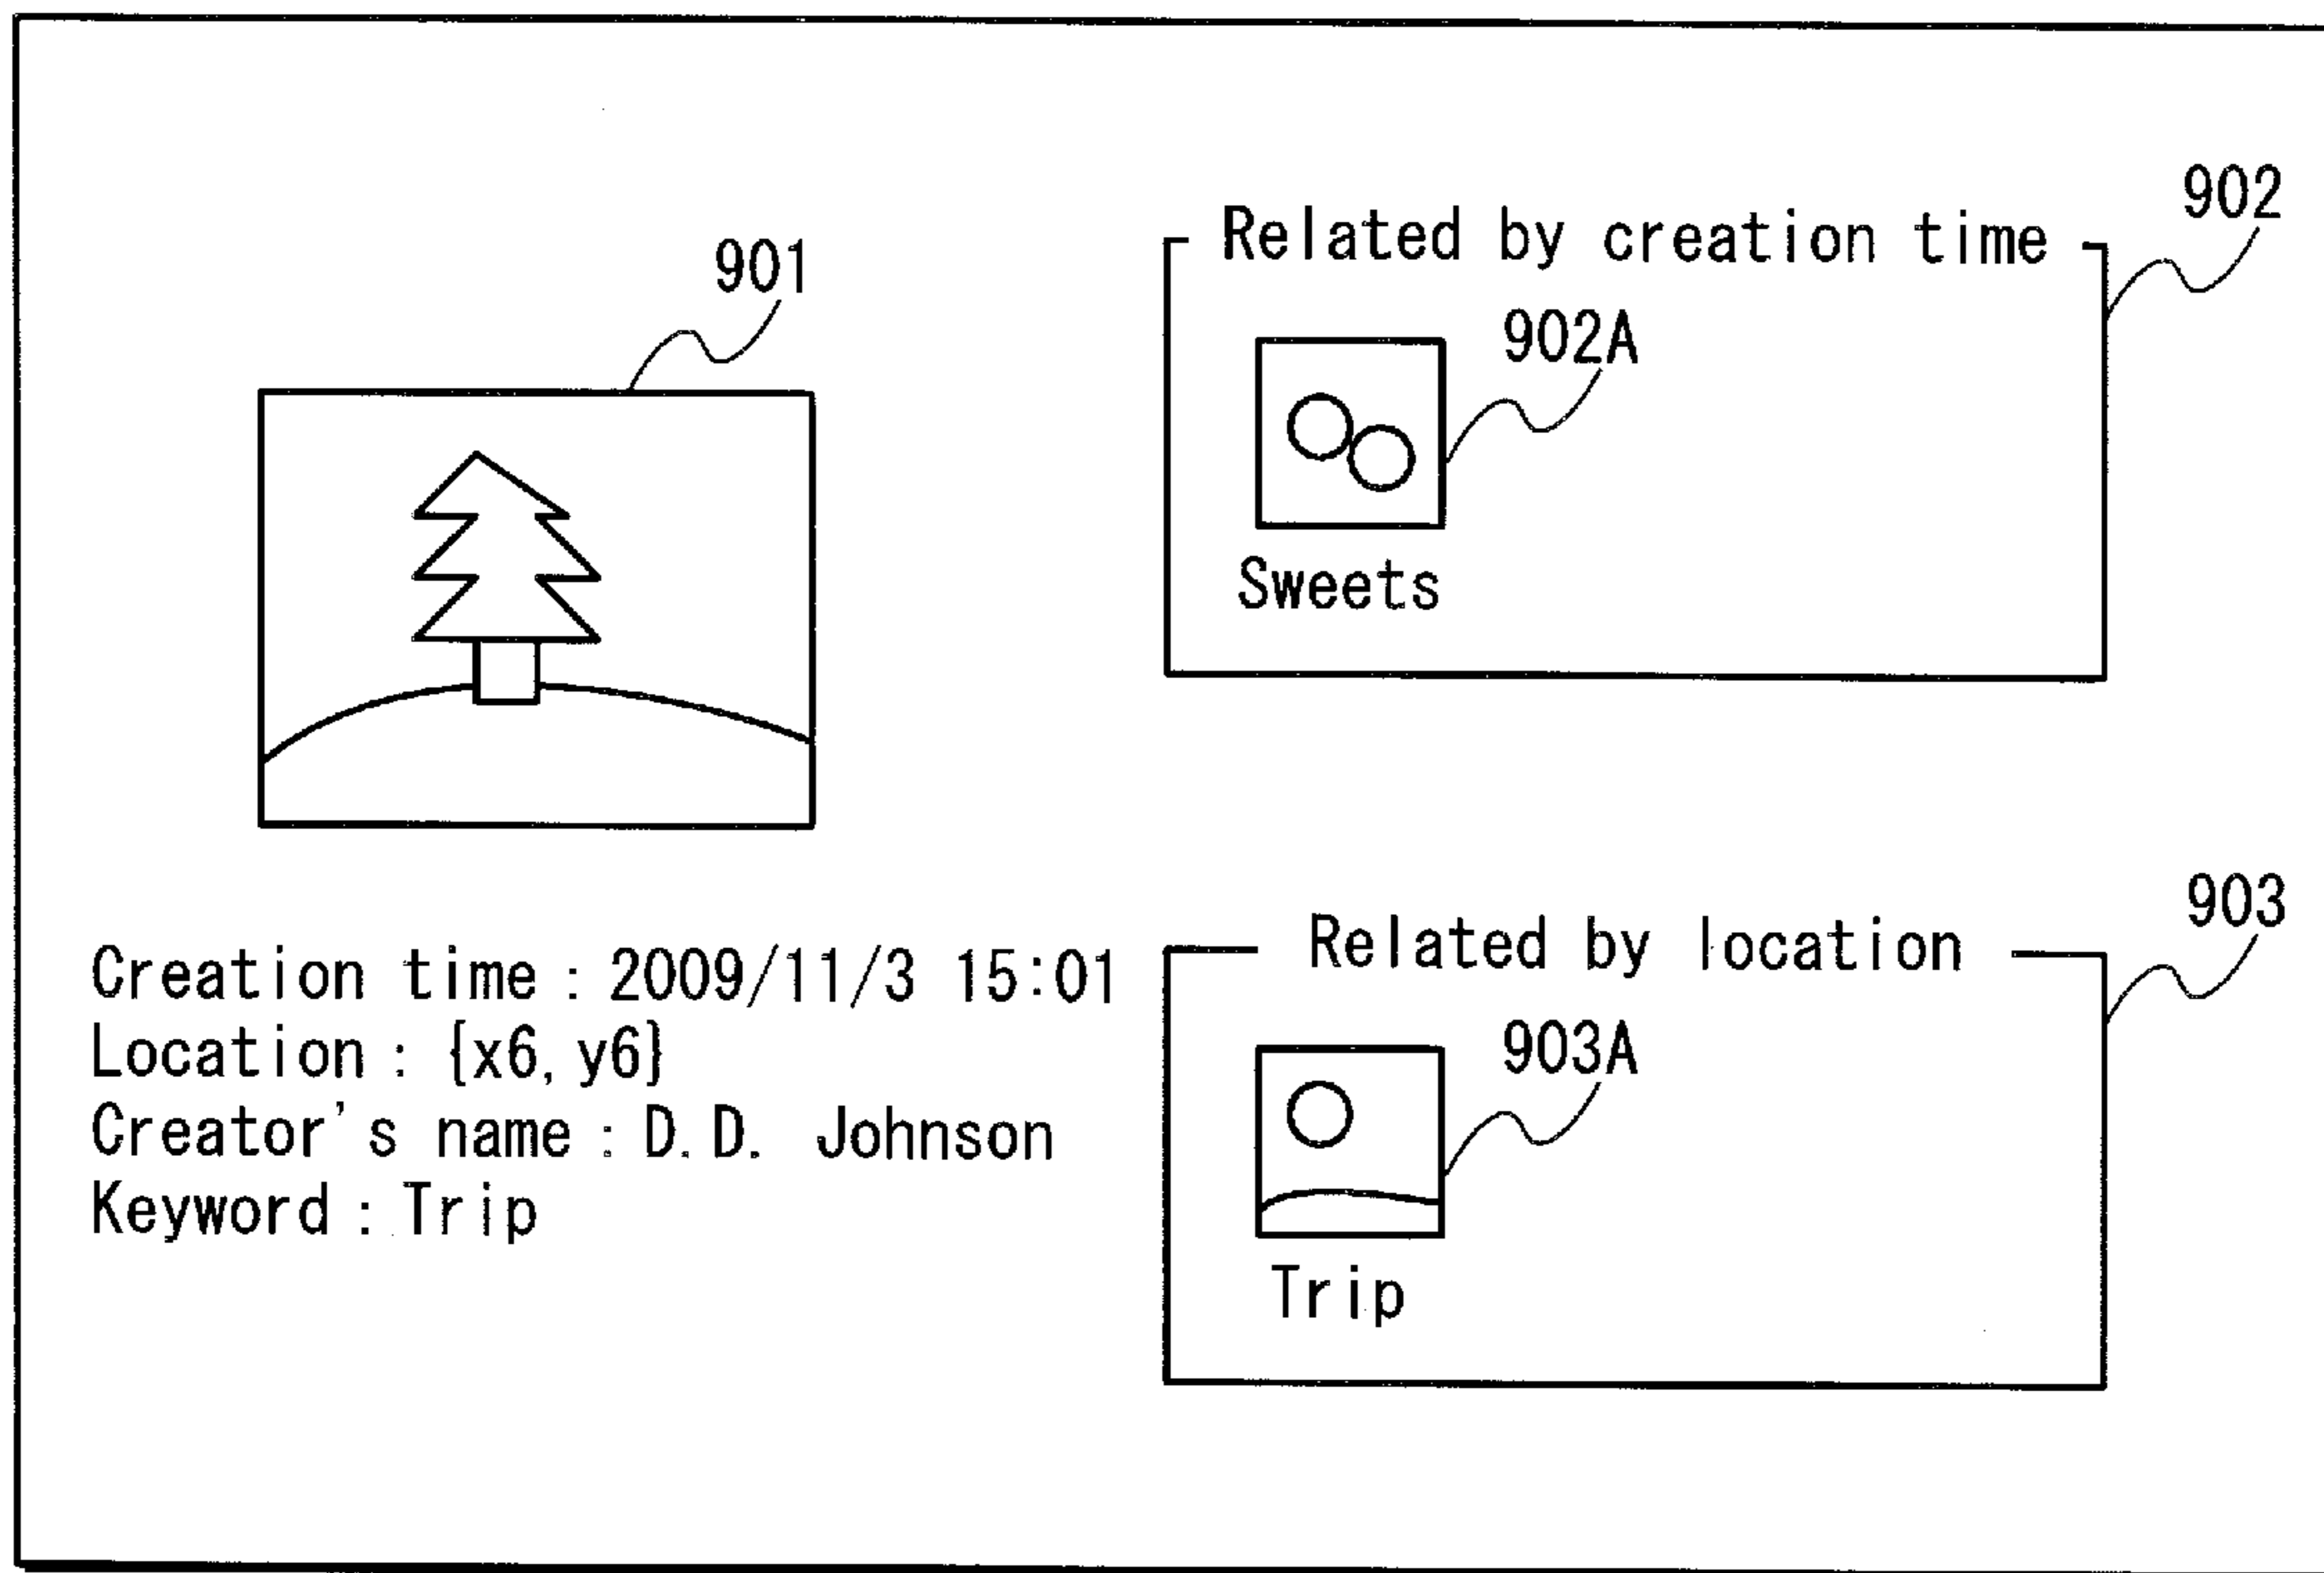 901
Creation time : 2009/11/3 15:01
Location : {x6, y6}
Creator's name : D.D. Johnson
Keyword : Trip
902
Related by creation time
902A
Sweets
903
Related by location
903A
Trip